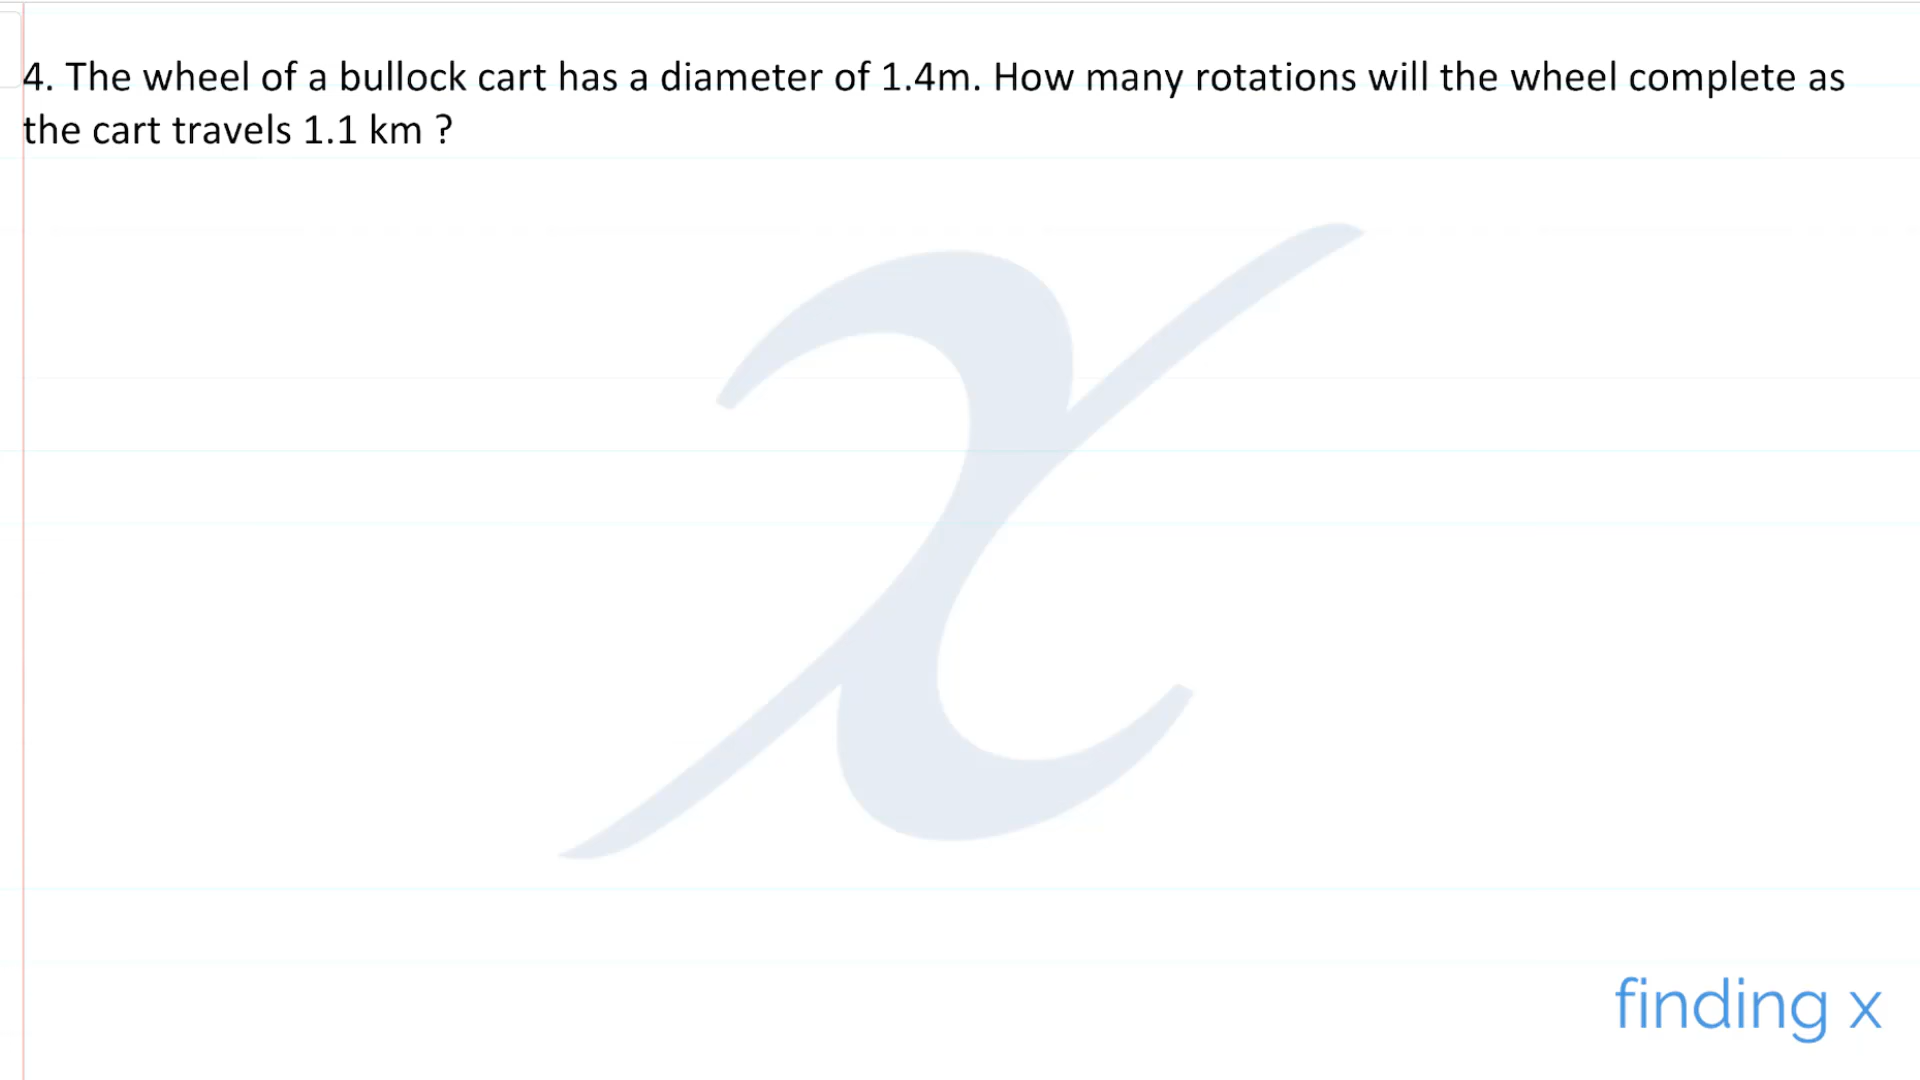 4. The wheel of a bullock cart has a diameter of 1.4m. How many rotations will the wheel complete as
the cart travels 1.1 km ?
finding x